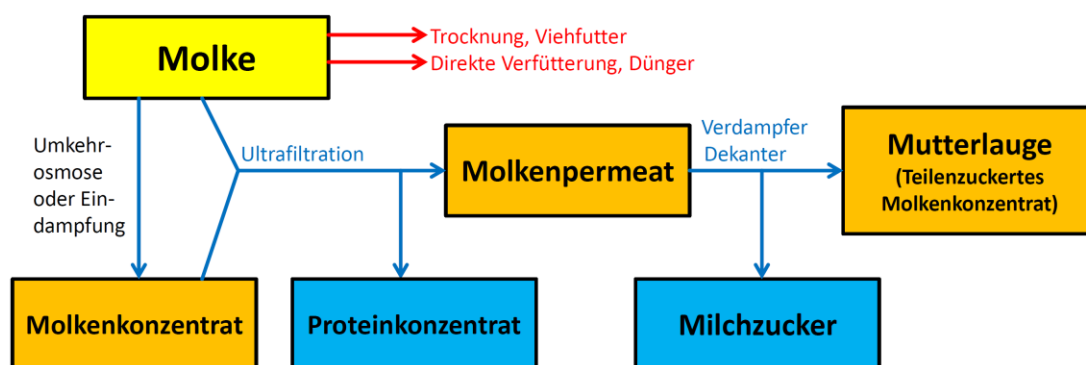 Molke
Trocknung, Viehfutter
Direkte Verfütterung, Dünger
Umkehr-
osmose
oder Ein-
dampfung
Ultrafiltration
Molkenpermeat
Verdampfer
Dekanter
Mutterlauge
(Teilenzuckertes
Molkenkonzentrat)
Molkenkonzentrat
Proteinkonzentrat
Milchzucker